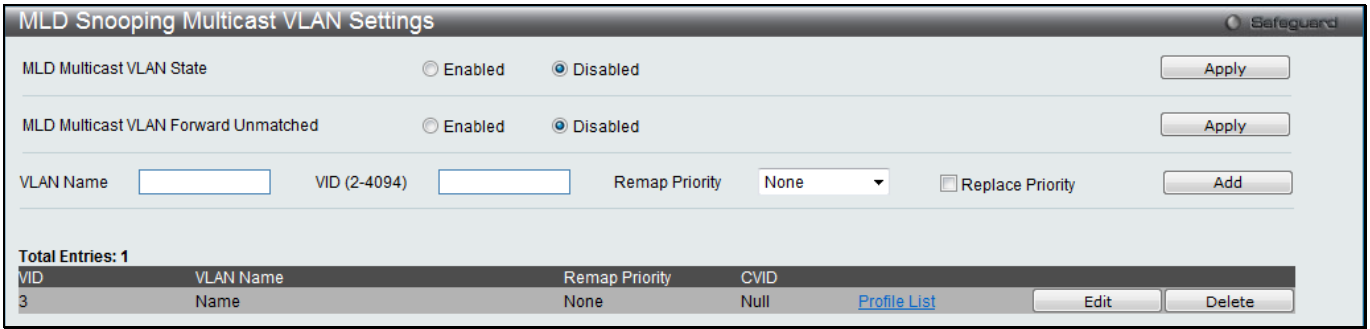 MLD Snooping Multicast VLAN Settings Safeguard
MLD Multicast VLAN State Enabled Disabled Apply
MLD Multicast VLAN Forward Unmatched Enabled Disabled Apply
VLAN Name VID (2-4094) Remap Priority None Replace Priority Add
Total Entries: 1
VID VLAN Name Remap Priority CVID
3 Name None Null Profile List Edit Delete